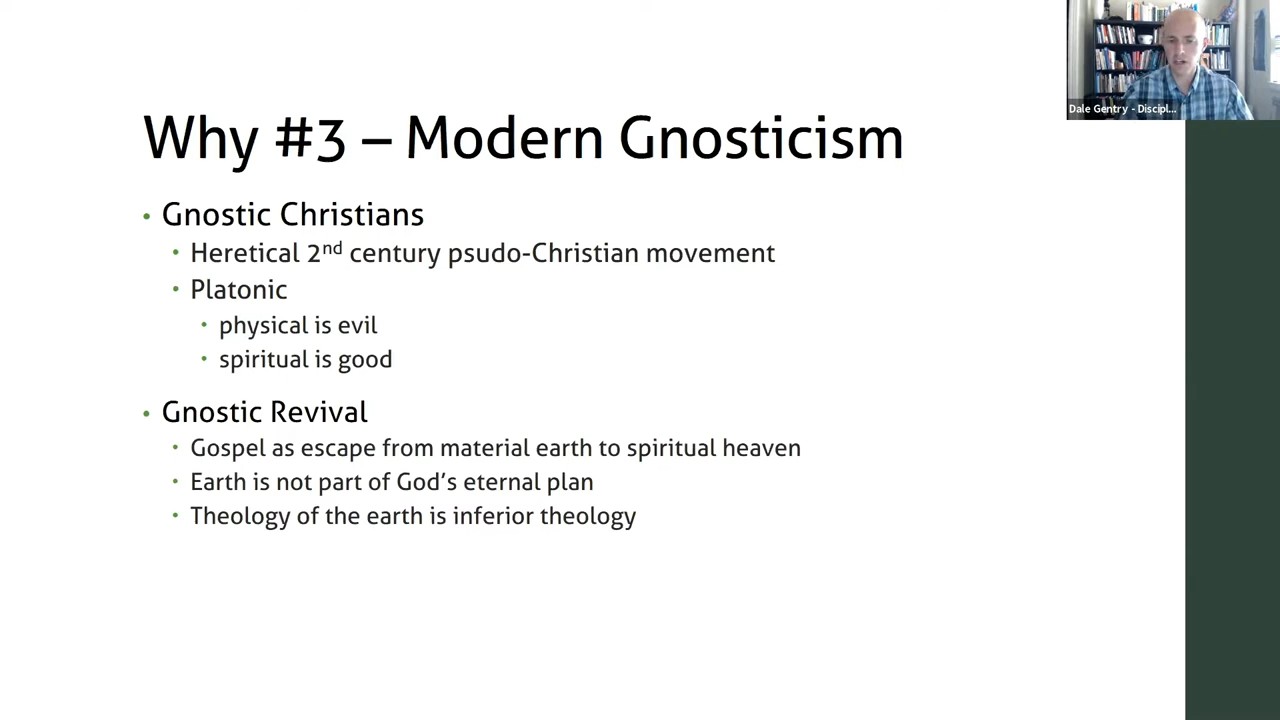 Dale Gentry - Discipl...
Why #3 – Modern Gnosticism
• Gnostic Christians
• Heretical 2nd century psudo-Christian movement
• Platonic
• physical is evil
• spiritual is good
• Gnostic Revival
• Gospel as escape from material earth to spiritual heaven
• Earth is not part of God’s eternal plan
• Theology of the earth is inferior theology